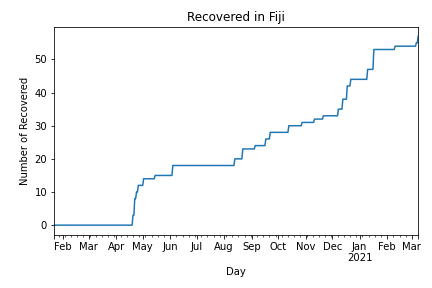 Recovered in Fiji
Number of Recovered
50
40
30
20
10
0
Feb Mar Apr May Jun Jul Aug Sep Oct Nov Dec Jan Feb Mar
2021
Day